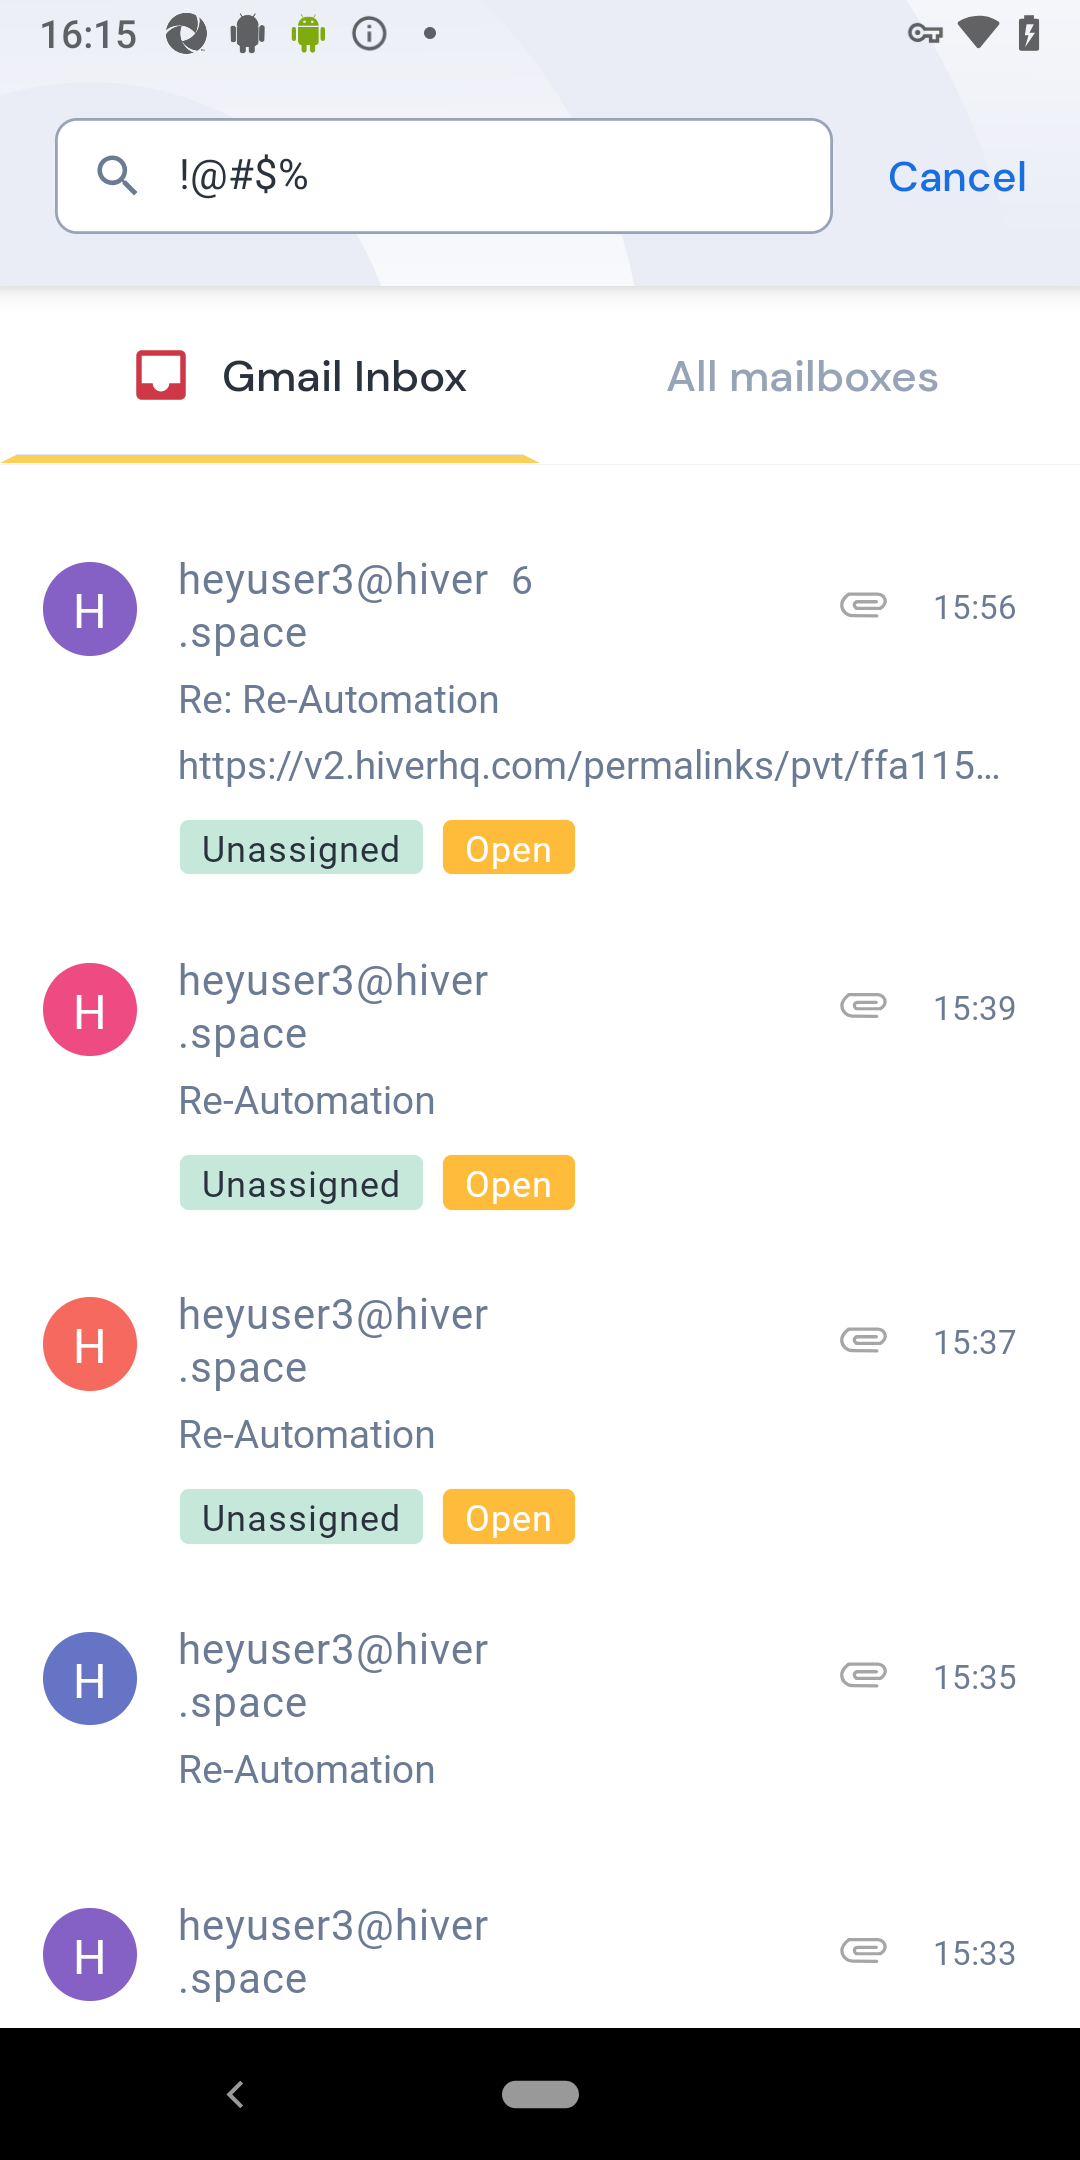 16:15
!@#$% Cancel
Gmail Inbox All mailboxes
H heyuser3@hiver 6
.space 15:56
Re: Re-Automation
https://v2.hiverhq.com/permalinks/pvt/ffa115...
Unassigned Open
H heyuser3@hiver
.space 15:39
Re-Automation
Unassigned Open
H heyuser3@hiver
.space 15:37
Re-Automation
Unassigned Open
H heyuser3@hiver
.space 15:35
Re-Automation
H heyuser3@hiver
.space 15:33